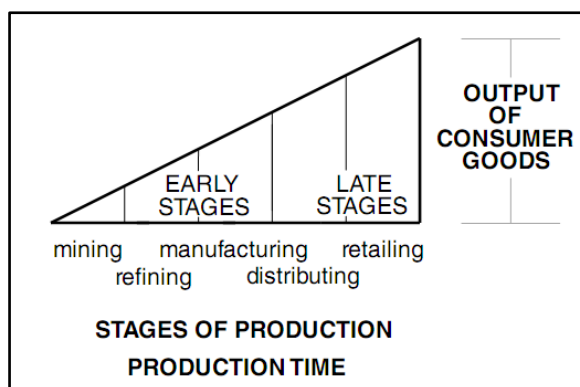 EARLY
STAGES
LATE
STAGES
OUTPUT
OF
CONSUMER
GOODS
mining manufacturing retailing
refining distributing
STAGES OF PRODUCTION
PRODUCTION TIME